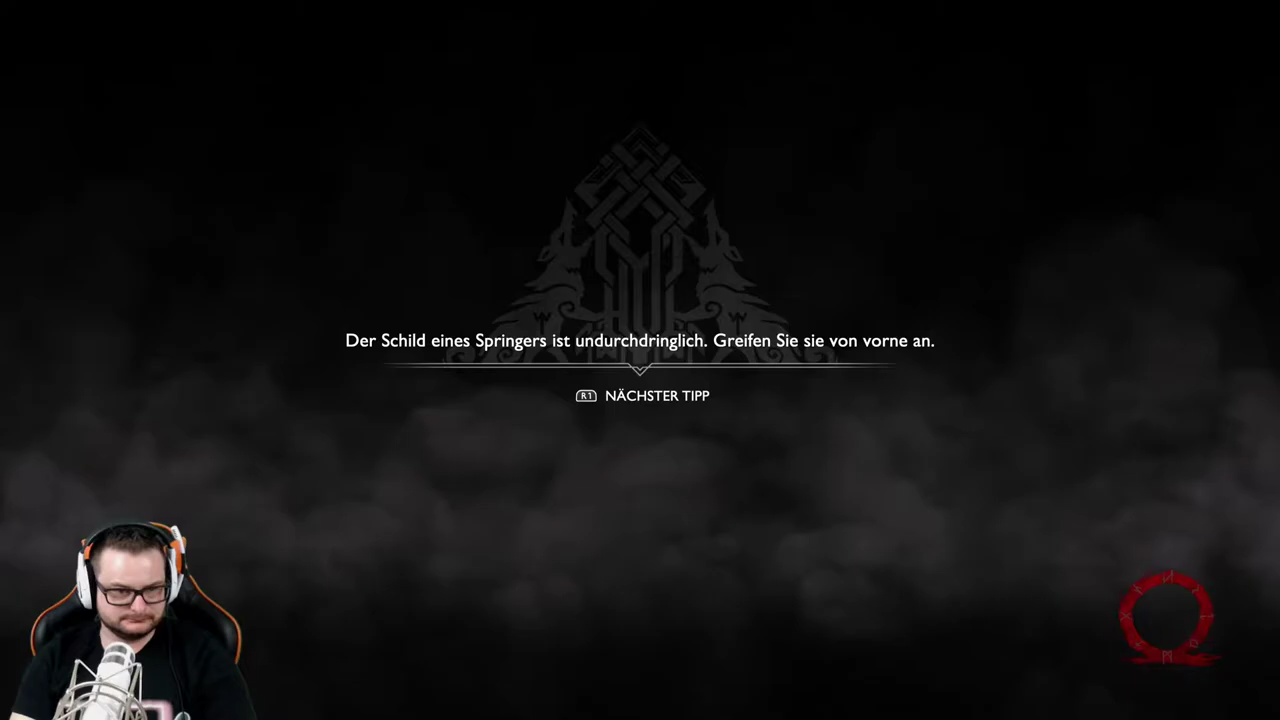 Der Schild eines Springers ist undurchdringlich. Greifen Sie sie von vorne an.
R1 NÄCHSTER TIPP